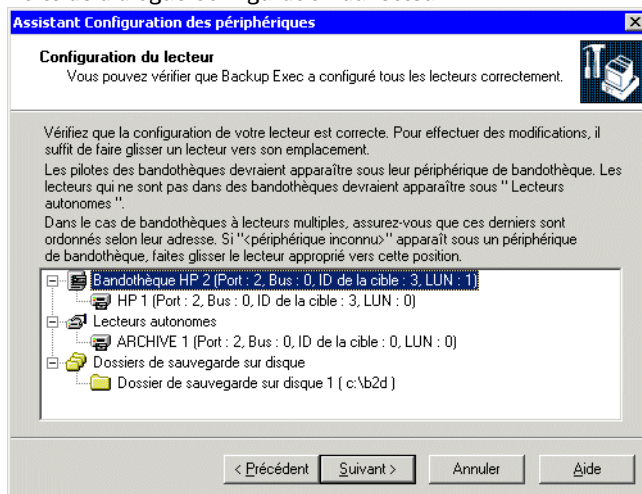 Assistant Configuration des périphériques
Configuration du lecteur
Vous pouvez vérifier que Backup Exec a configuré tous les lecteurs correctement.
Vérifiez que la configuration de votre lecteur est correcte. Pour effectuer des modifications, il
suffit de faire glisser un lecteur vers son emplacement.
Les pilotes des bandothèques devraient apparaître sous leur périphérique de bandothèque. Les
lecteurs qui ne sont pas dans des bandothèques devraient apparaître sous " Lecteurs
autonomes ".
Dans le cas de bandothèques à lecteurs multiples, assurez-vous que ces derniers sont
ordonnés selon leur adresse. Si "<périphérique inconnu>" apparaît sous un périphérique
de bandothèque, faites glisser le lecteur approprié vers cette position.
Bandothèque HP 2 (Port : 2, Bus : 0, ID de la cible : 3, LUN : 1)
HP 1 (Port : 2, Bus : 0, ID de la cible : 3, LUN : 0)
Lecteurs autonomes
ARCHIVE 1 (Port : 2, Bus : 0, ID de la cible : 0, LUN : 0)
Dossiers de sauvegarde sur disque
Dossier de sauvegarde sur disque 1 ( c:\b2d )
< Précédent Suivant > Annuler Aide